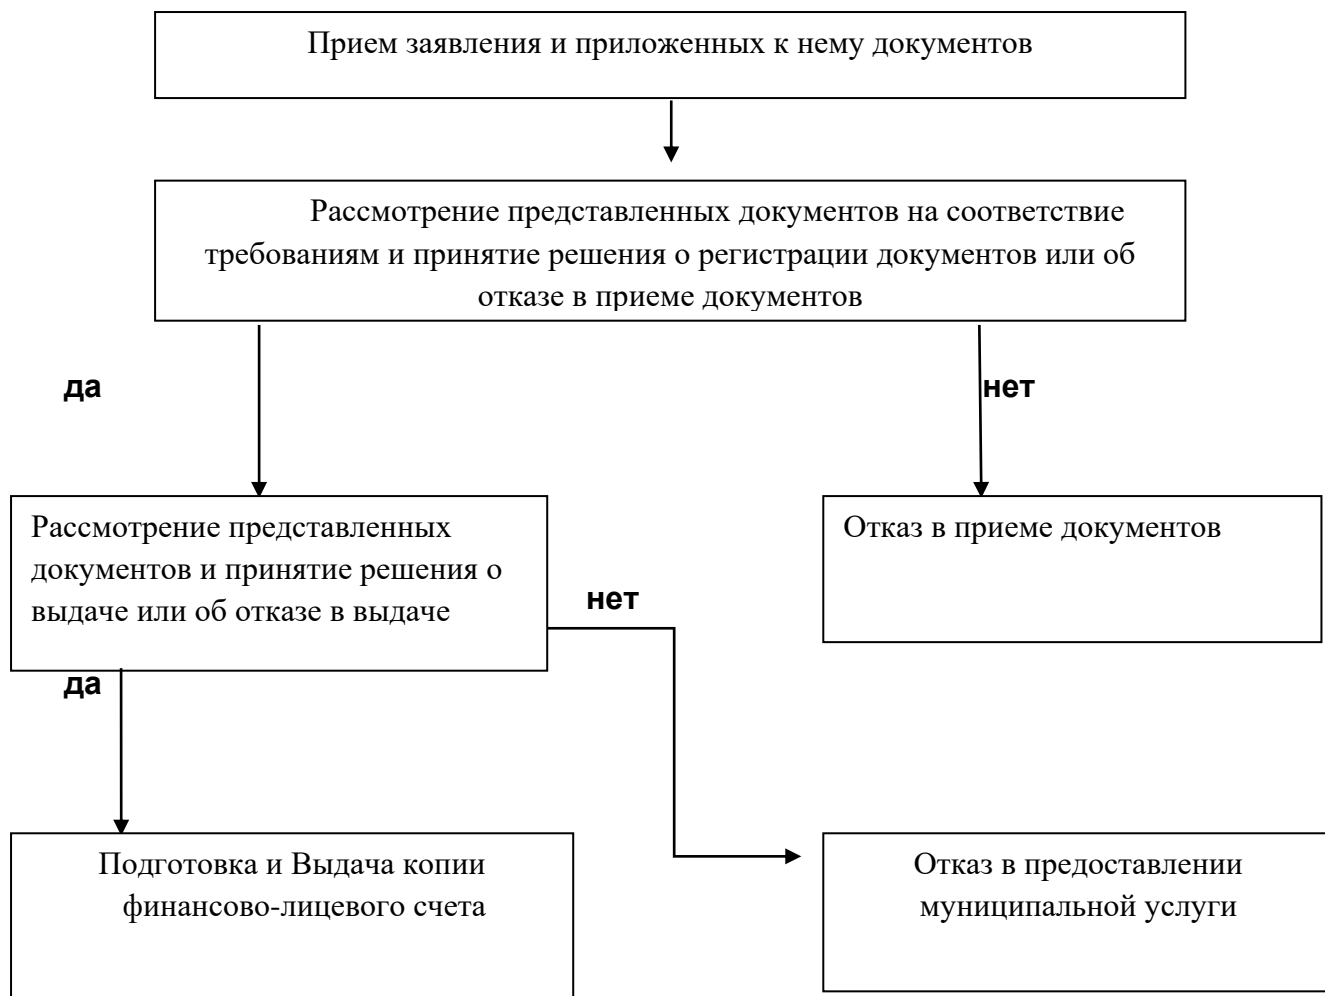 Прием заявления и приложенных к нему документов
Рассмотрение представленных документов на соответствие
требованиям и принятие решения о регистрации документов или об
отказе в приеме документов
да
нет
Рассмотрение представленных
документов и принятие решения о
выдаче или об отказе в выдаче
Отказ в приеме документов
нет
да
Подготовка и Выдача копии
финансово-лицевого счета
Отказ в предоставлении
муниципальной услуги